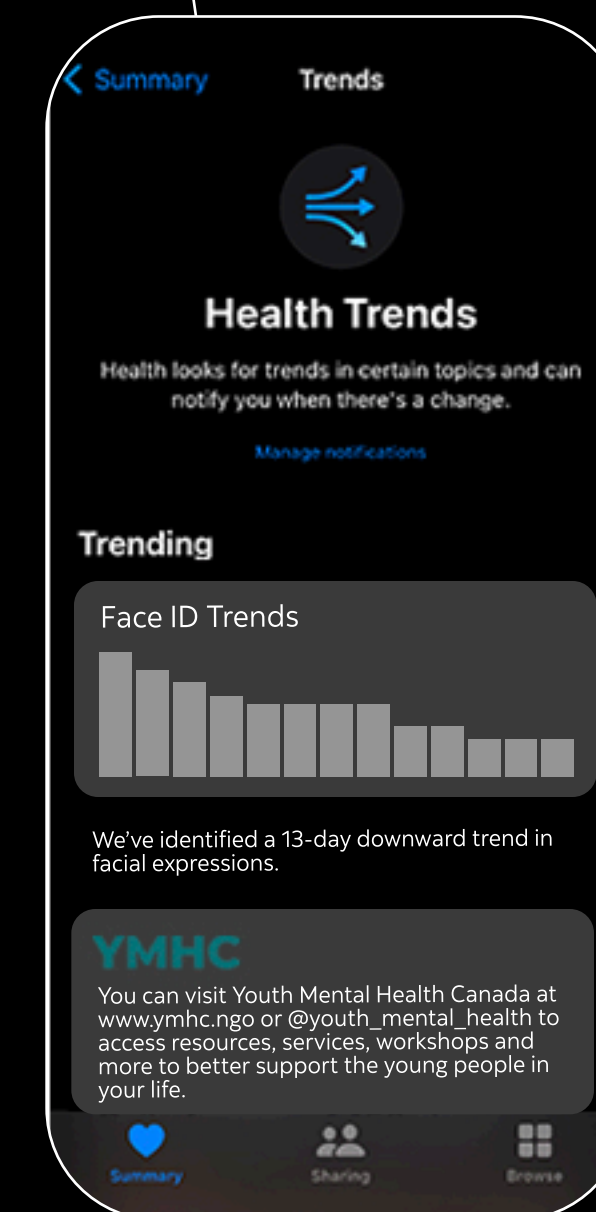 Summary
Trends
Health Trends
Health looks for trends in certain topics and can
notify you when there's a change.
Manage notifications
Trending
Face ID Trends
We've identified a 13-day downward trend in
facial expressions.
YMHC
You can visit Youth Mental Health Canada at
www.ymhc.ngo or @youth_mental_health to
access resources, services, workshops and
more to better support the young people in
your life.
Summary
Sharing
Browse